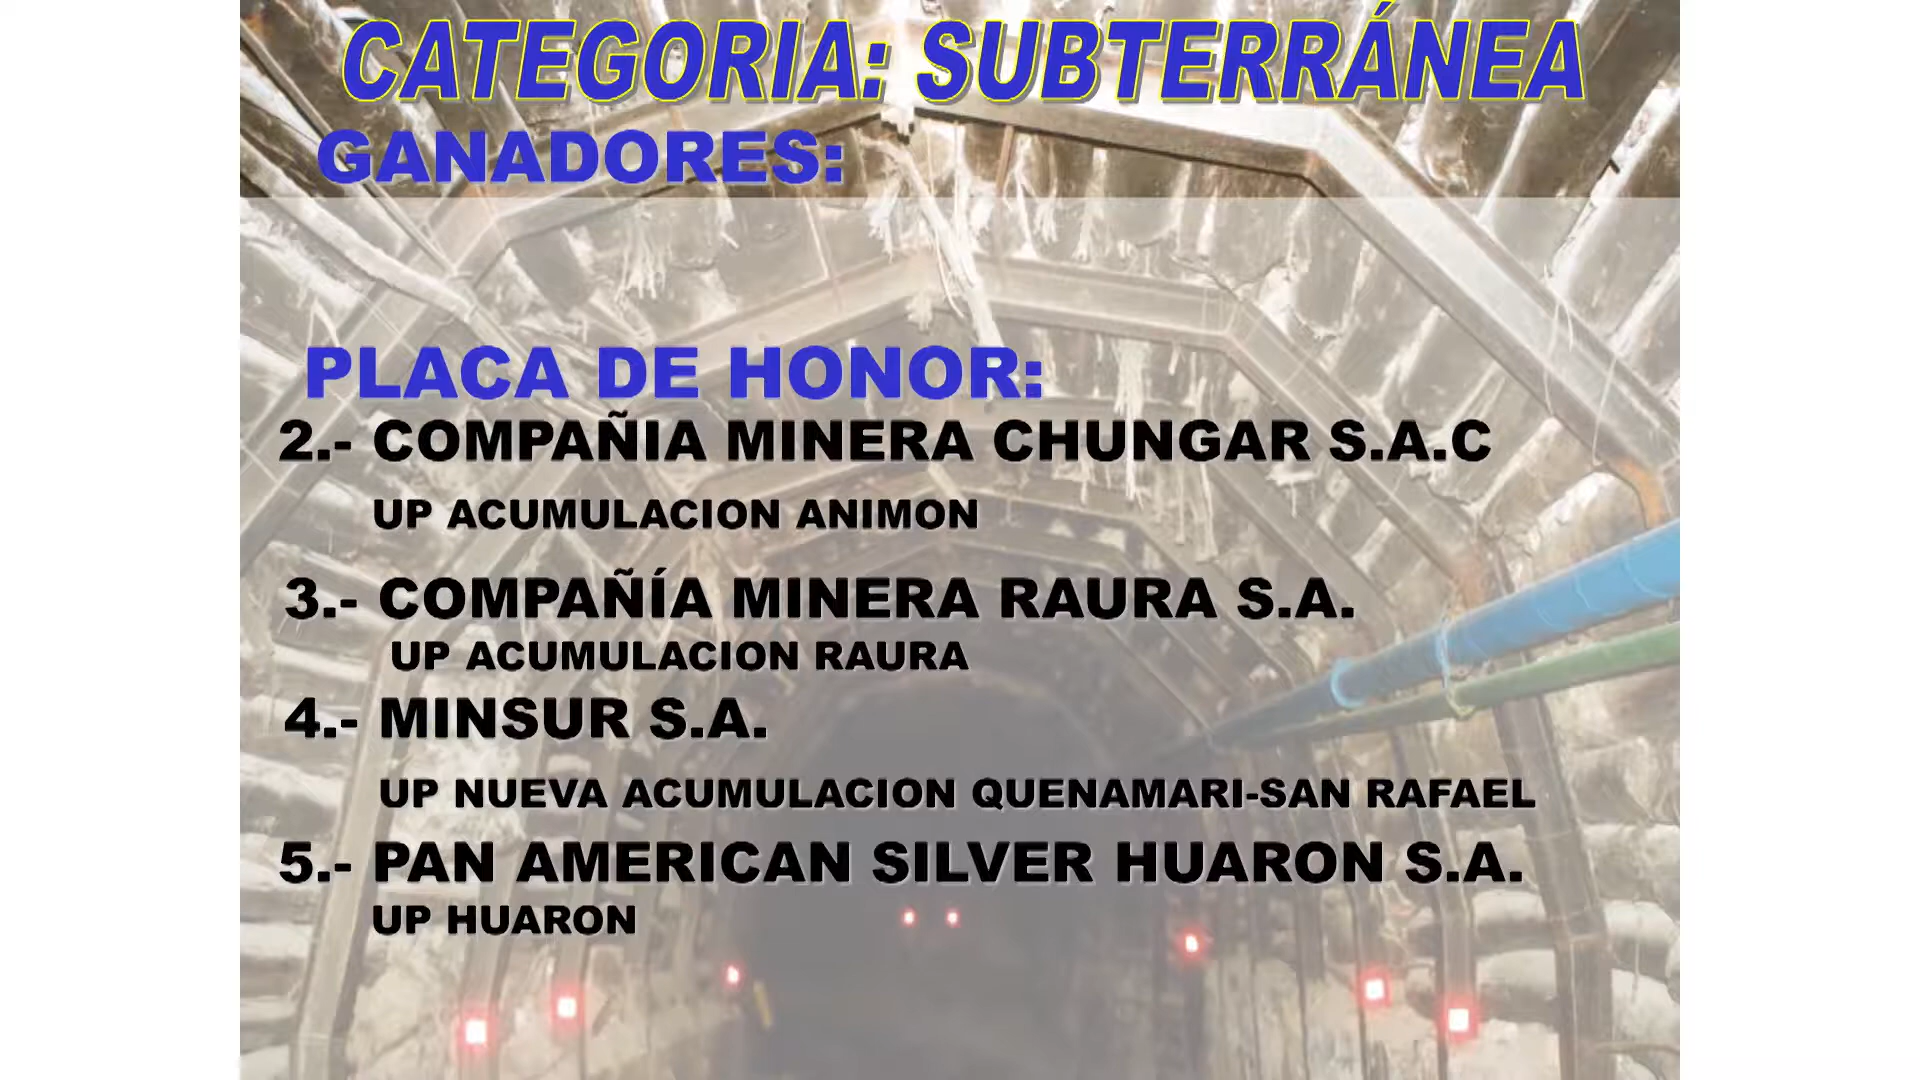 CATEGORIA: SUBTERRÁNEA
GANADORES:
PLACA DE HONOR:
2.- COMPAÑIA MINERA CHUNGAR S.A.C
UP ACUMULACION ANIMON
3.- COMPAÑÍA MINERA RAURA S.A.
UP ACUMULACION RAURA
4.- MINSUR S.A.
UP NUEVA ACUMULACION QUENAMARI-SAN RAFAEL
5.- PAN AMERICAN SILVER HUARON S.A.
UP HUARON